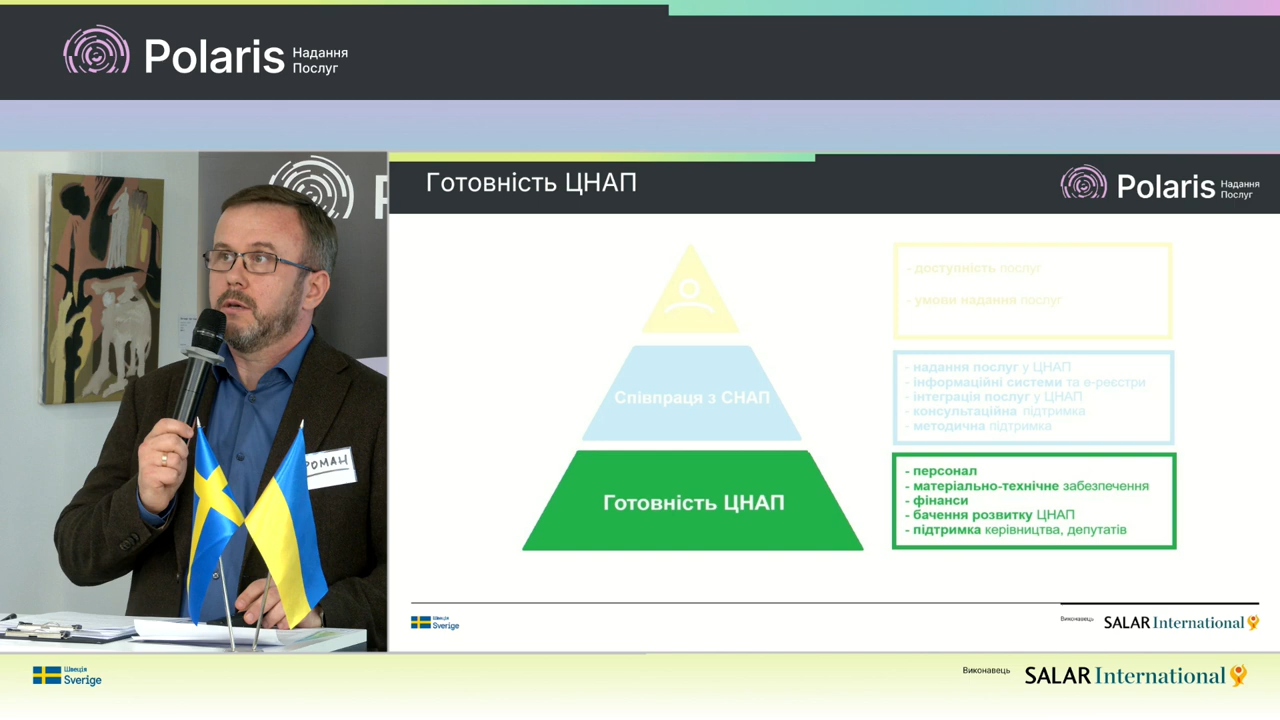 Polaris Надання
Послуг
Готовність ЦНАП
Polaris Надання
Послуг
- доступність послуг
- умови надання послуг
Співпраця з СНАП
- надання послуг у ЦНАП
- інформаційні системи та е-реєстри
- інтеграція послуг у ЦНАП
- консультаційна підтримка
- методична підтримка
Готовність ЦНАП
- персонал
- матеріально-технічне забезпечення
- фінанси
- бачення розвитку ЦНАП
- підтримка керівництва, депутатів
РОМАН
Швеція
Sverige
Виконавець SALAR International
Швеція
Sverige
Виконавець SALAR International